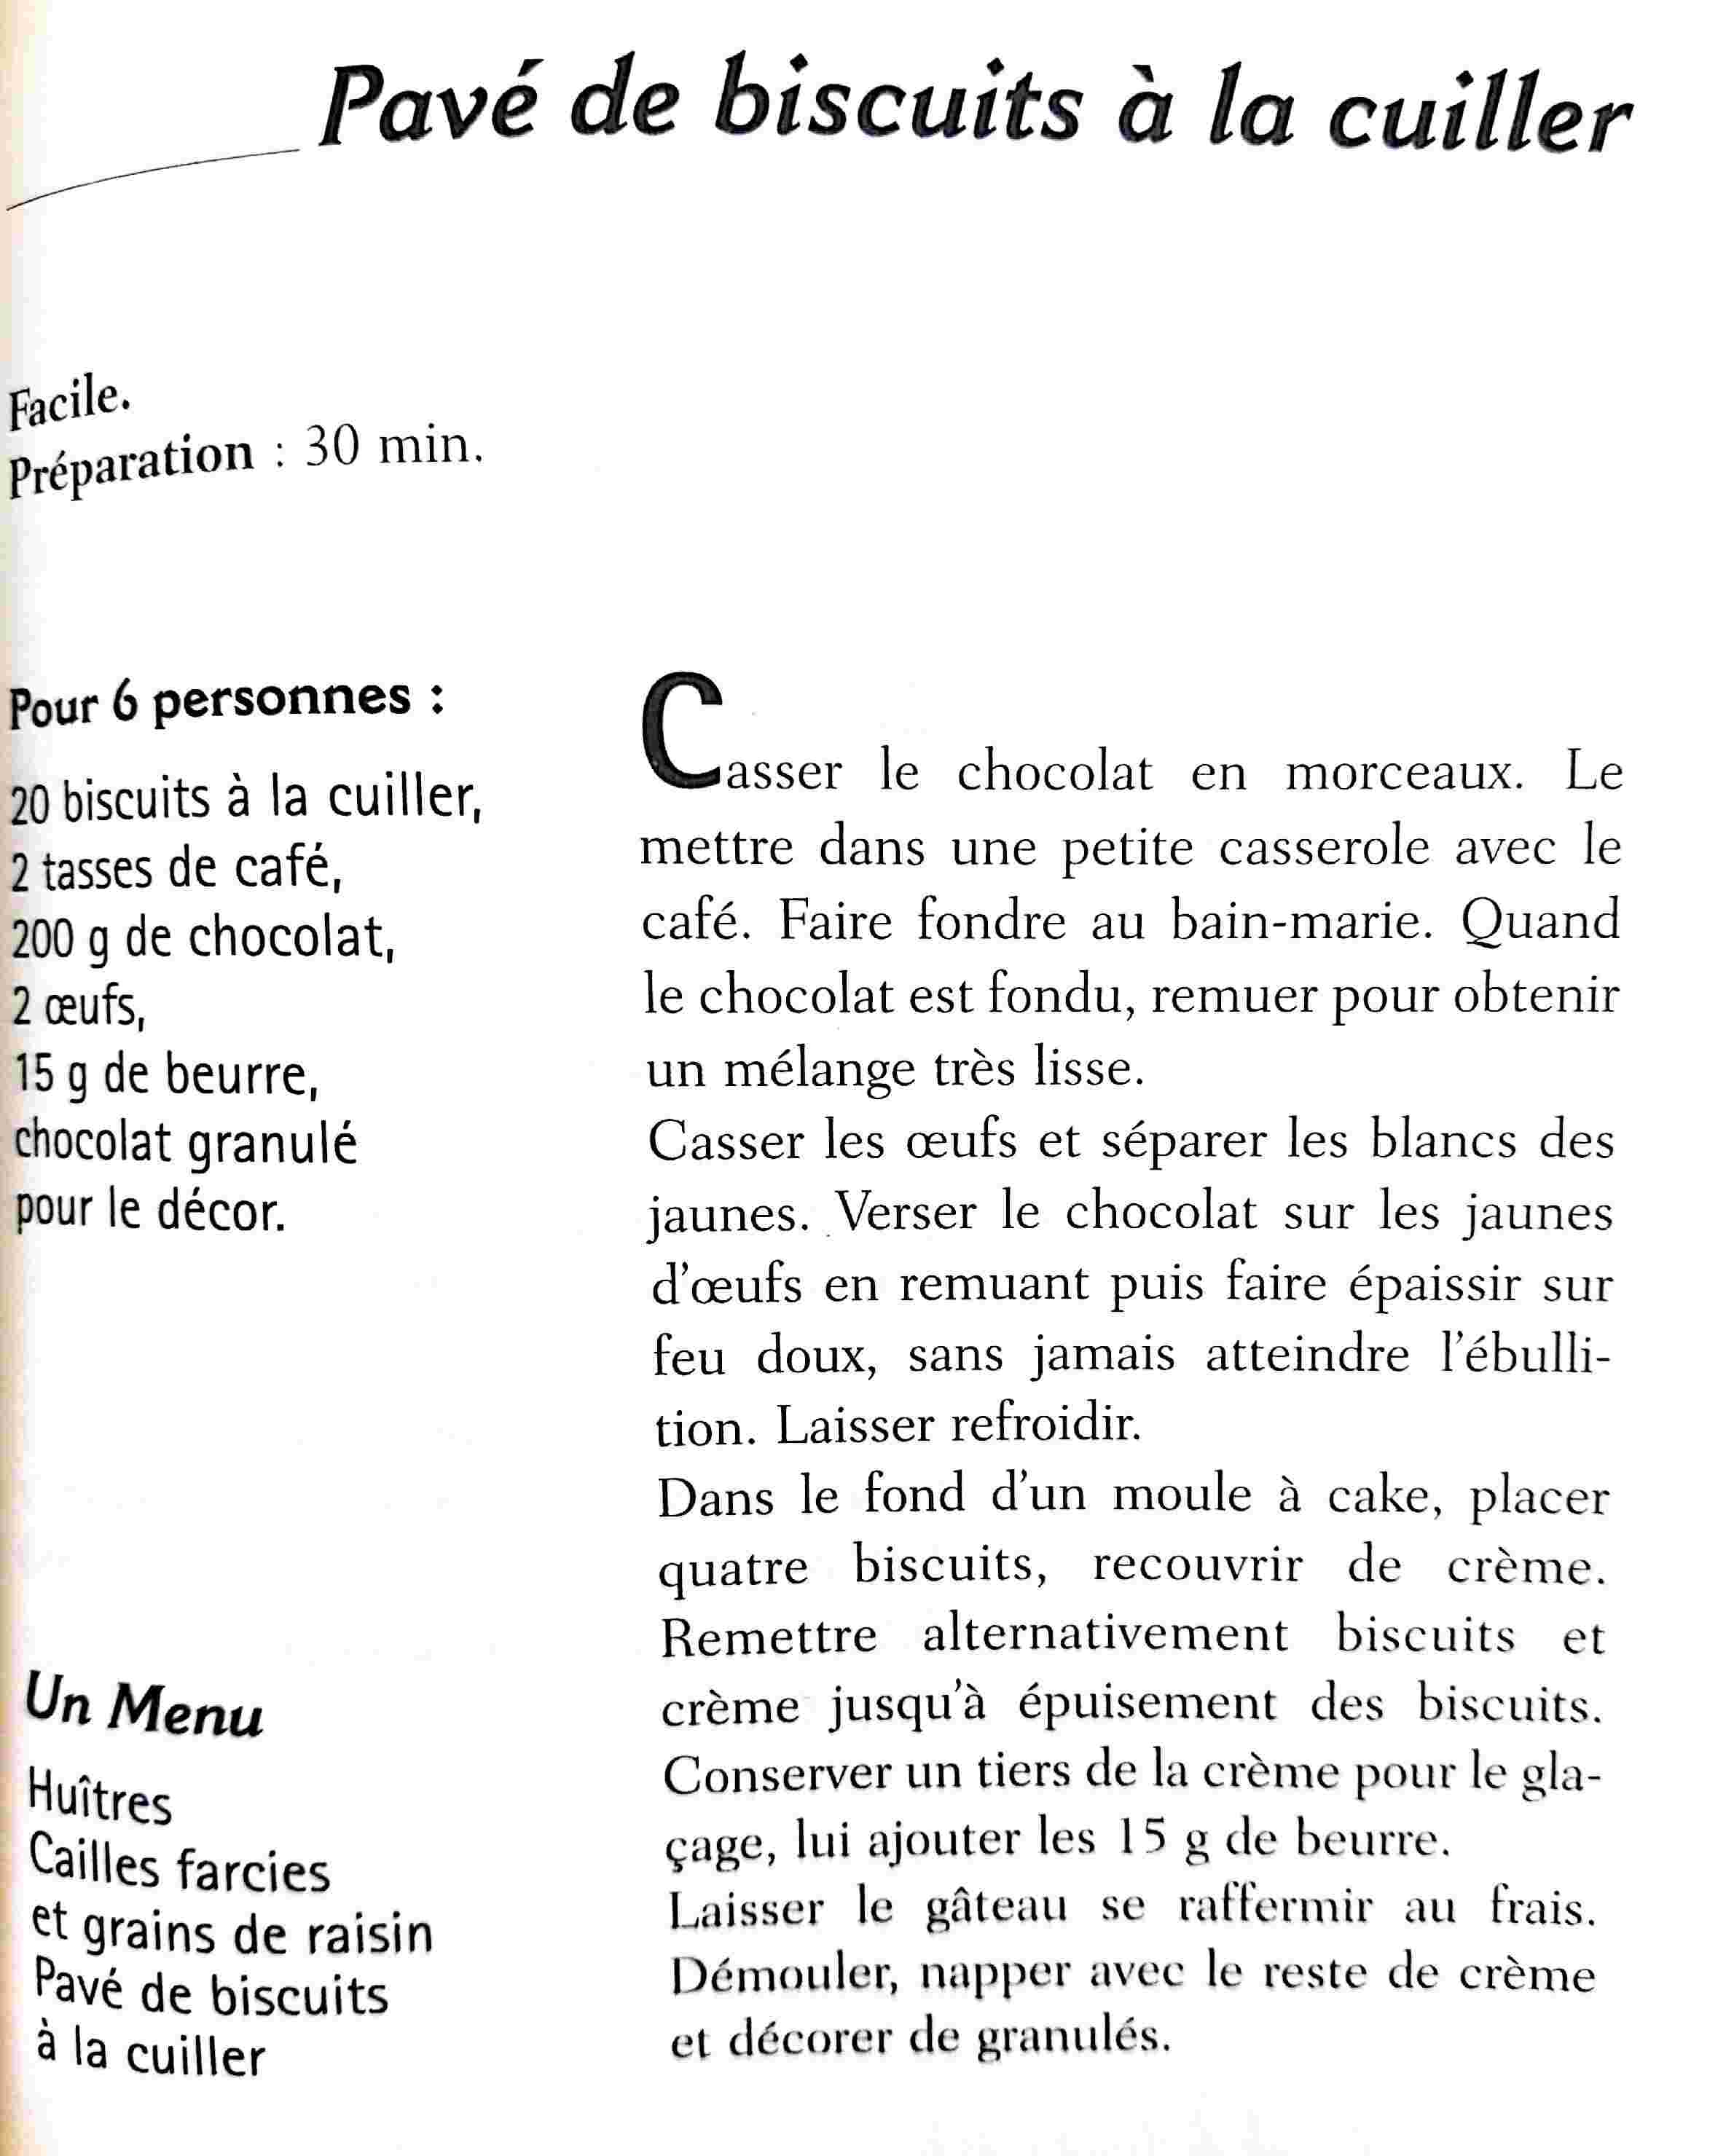 Pavé de biscuits à la cuiller
Facile.
Préparation : 30 min.
Pour 6 personnes :
20 biscuits à la cuiller,
2 tasses de café,
200 g de chocolat,
2 œufs,
15 g de beurre,
chocolat granulé
pour le décor.
Un Menu
Huîtres
Cailles farcies
et grains de raisin
Pavé de biscuits
à la cuiller
Casser le chocolat en morceaux. Le
mettre dans une petite casserole avec le
café. Faire fondre au bain-marie. Quand
le chocolat est fondu, remuer pour obtenir
un mélange très lisse.
Casser les œufs et séparer les blancs des
jaunes. Verser le chocolat sur les jaunes
d'œufs en remuant puis faire épaissir sur
feu doux, sans jamais atteindre l'ébulli-
tion. Laisser refroidir.
Dans le fond d'un moule à cake, placer
quatre biscuits, recouvrir de crème.
Remettre alternativement biscuits et
crème jusqu'à épuisement des biscuits.
Conserver un tiers de la crème pour le gla-
çage, lui ajouter les 15 g de beurre.
Laisser le gâteau se raffermir au frais.
Démouler, napper avec le reste de crème
et décorer de granulés.